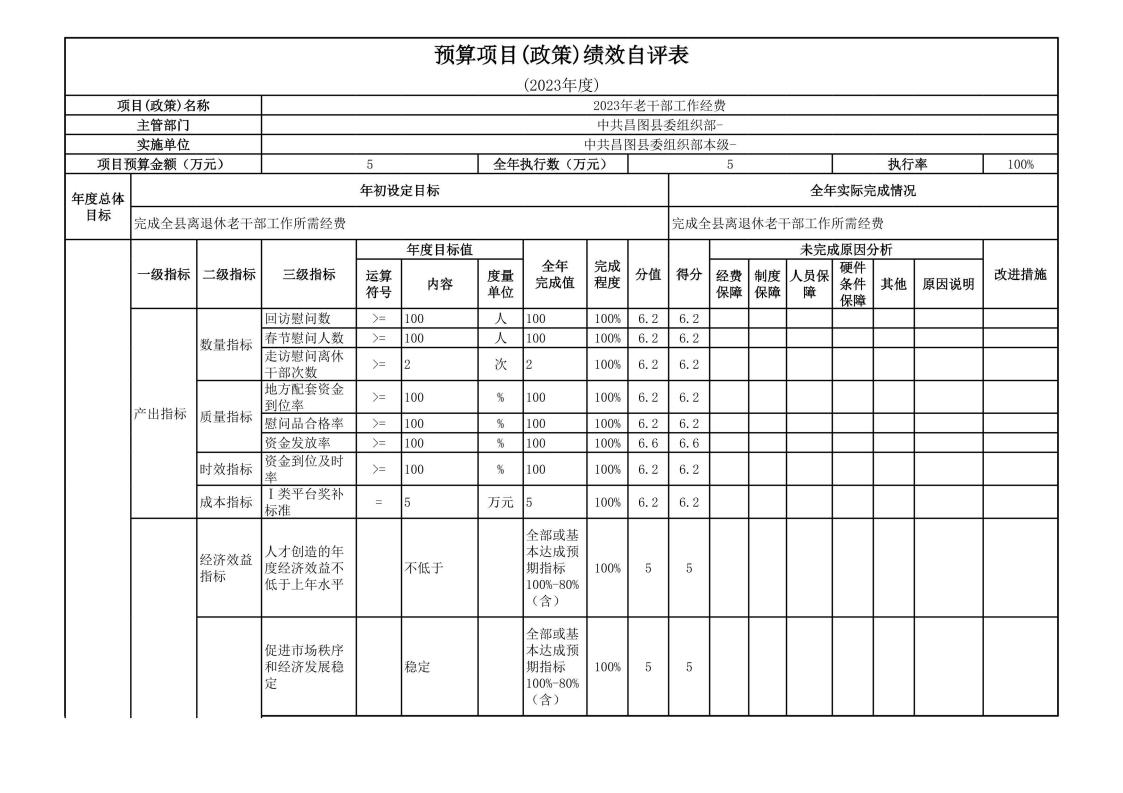 预算项目(政策)绩效自评表
(2023年度)
项目(政策)名称 2023年老干部工作经费
主管部门 中共昌图县委组织部-
实施单位 中共昌图县委组织部本级-
项目预算金额（万元） 5 全年执行数（万元） 5 执行率 100%
年度总体目标 年初设定目标 全年实际完成情况
完成全县离退休老干部工作所需经费 完成全县离退休老干部工作所需经费
一级指标 二级指标 三级指标 年度目标值 全年完成值 完成程度 分值 得分 未完成原因分析 改进措施
运算符号 内容 度量单位 经费保障 制度保障 人员保障 硬件条件保障 其他 原因说明
产出指标 数量指标 回访慰问数 >= 100 人 100 100% 6.2 6.2
春节慰问人数 >= 100 人 100 100% 6.2 6.2
走访慰问离休干部次数 >= 2 次 2 100% 6.2 6.2
质量指标 地方配套资金到位率 >= 100 % 100 100% 6.2 6.2
慰问品合格率 >= 100 % 100 100% 6.2 6.2
资金发放率 >= 100 % 100 100% 6.6 6.6
时效指标 资金到位及时率 >= 100 % 100 100% 6.2 6.2
成本指标 Ⅰ类平台奖补标准 = 5 万元 5 100% 6.2 6.2
经济效益指标 人才创造的年度经济效益不低于上年水平 不低于 全部或基本达成预期指标100%-80%（含） 100% 5 5
促进市场秩序和经济发展稳定 稳定 全部或基本达成预期指标100%-80%（含） 100% 5 5